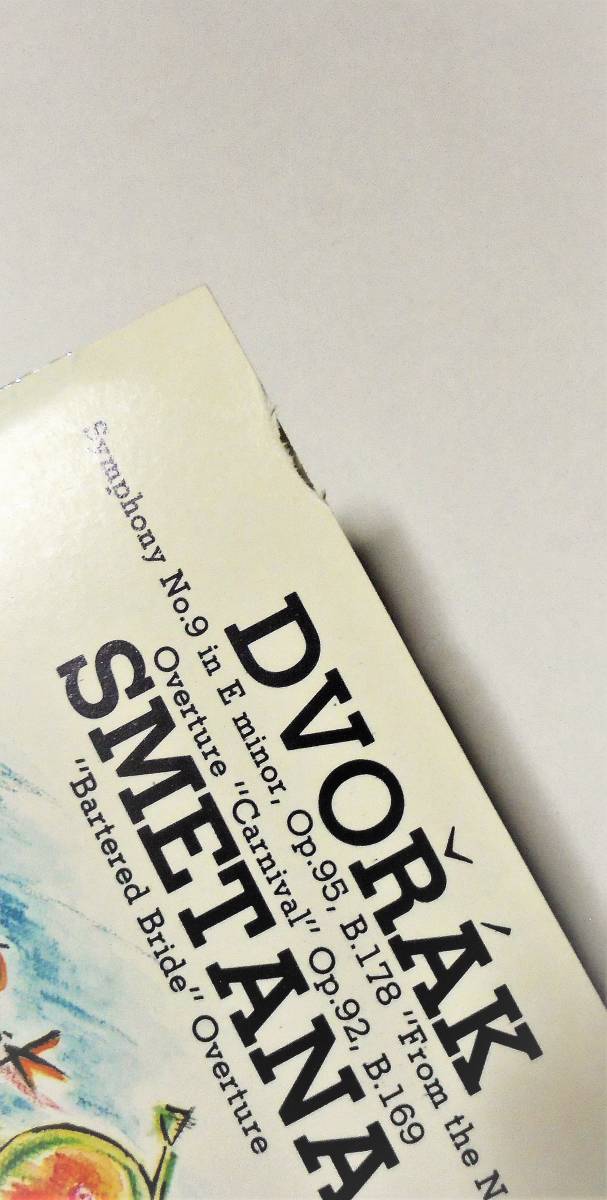 DVOŘÁK
Symphony No.9 in E minor, Op.95, B.178 "From the N
Overture "Carnival" Op.92, B.169
SMETANA
"Bartered Bride" Overture